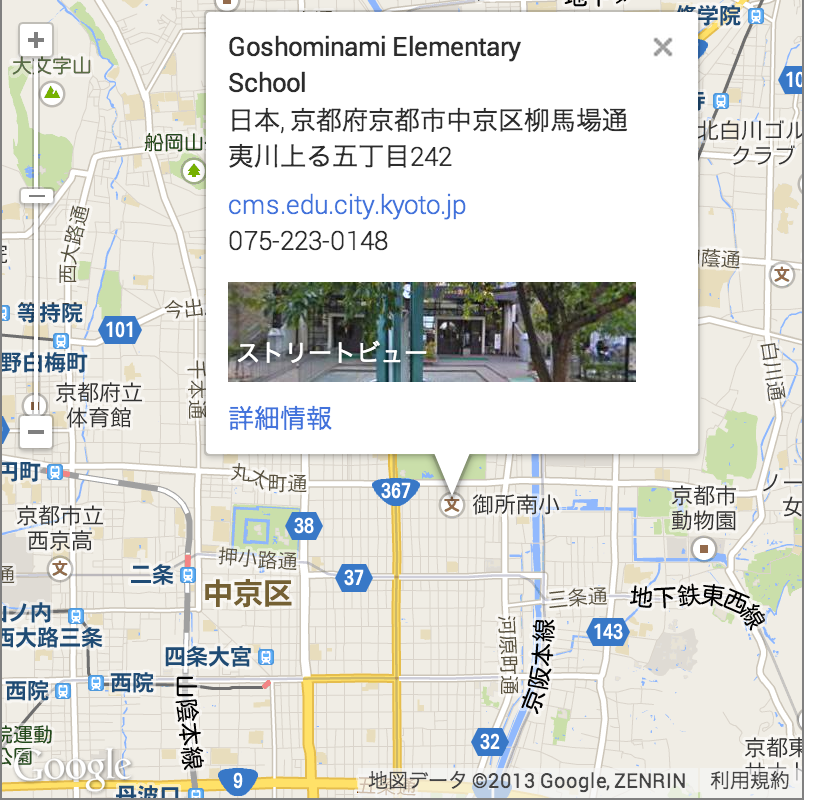 Goshominami Elementary
School
日本, 京都府京都市中京区柳馬場通
夷川上る五丁目242
cms.edu.city.kyoto.jp
075-223-0148
ストリートビュー
詳細情報
修学院
大文字山
船岡山
北白川ゴル
クラブ
西大路通
等持院
101
今出
野白梅町
千本通
白川通
京都府立
体育館
円町
丸太町通
367
御所南小
京都市
動物園
京都市立
西京高
38
押小路通
二条
37
中京区
三条通
地下鉄東西線
西大路三条
143
四条大宮
河原町通
京阪本線
西院
西院
山陰本線
32
9
丹波口
五条通
Google
地図データ ©2013 Google, ZENRIN
利用規約